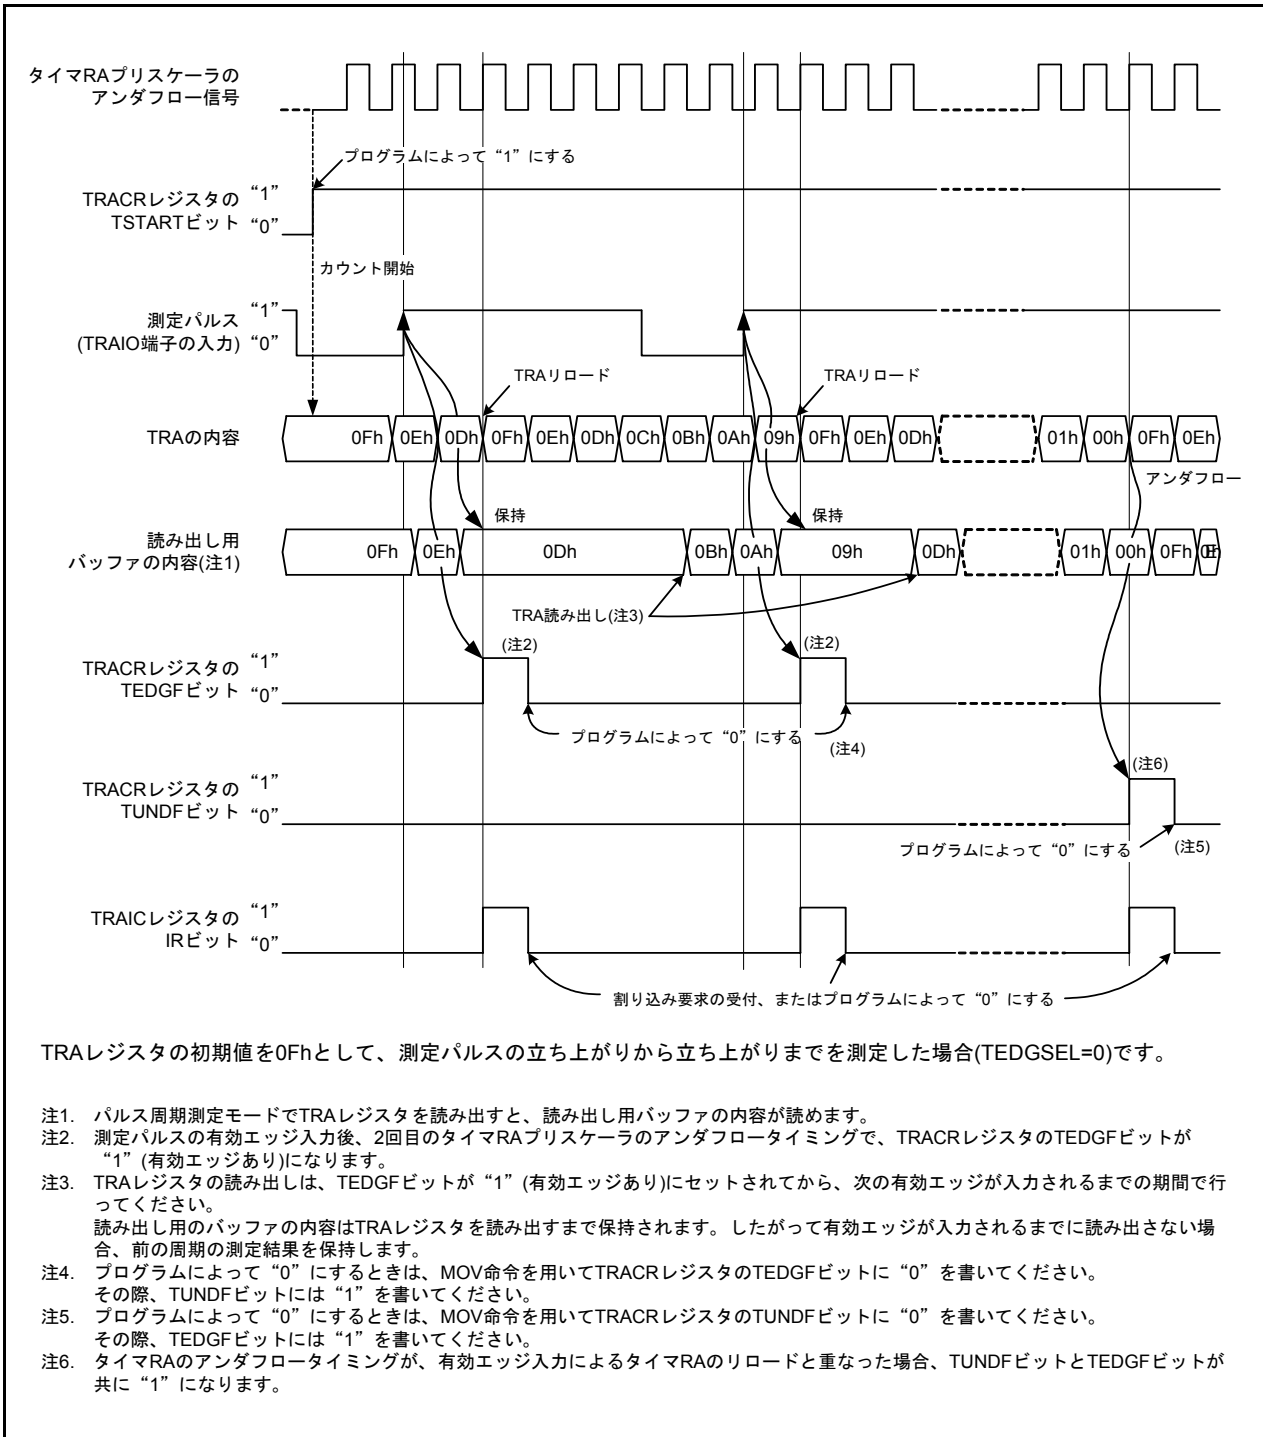 タイマRAプリスケーラの
アンダフロー信号
プログラムによって“1”にする
TRACRレジスタの
TSTARTビット
“1”
“0”
カウント開始
測定パルス
(TRAIO端子の入力)
“1”
“0”
TRAリロード
TRAリロード
TRAの内容
0Fh 0Eh 0Dh 0Fh 0Eh 0Dh 0Ch 0Bh 0Ah 09h 0Fh 0Eh 0Dh 01h 00h 0Fh 0Eh
アンダフロー
保持
保持
読み出し用
バッファの内容(注1)
0Fh 0Eh 0Dh 0Bh 0Ah 09h 0Dh 01h 00h 0Fh
TRA読み出し(注3)
(注2)
(注2)
TRACRレジスタの
TEDGFビット
“1”
“0”
プログラムによって“0”にする
(注4)
(注6)
TRACRレジスタの
TUNDFビット
“1”
“0”
プログラムによって“0”にする
(注5)
TRAICレジスタの
IRビット
“1”
“0”
割り込み要求の受付、またはプログラムによって“0”にする
TRAレジスタの初期値を0Fhとして、測定パルスの立ち上がりから立ち上がりまでを測定した場合(TEDGSEL=0)です。
注1. パルス周期測定モードでTRAレジスタを読み出すと、読み出し用バッファの内容が読めます。
注2. 測定パルスの有効エッジ入力後、2回目のタイマRAプリスケーラのアンダフロータイミングで、TRACRレジスタのTEDGFビットが
“1”(有効エッジあり)になります。
注3. TRAレジスタの読み出しは、TEDGFビットが“1”(有効エッジあり)にセットされてから、次の有効エッジが入力されるまでの期間で行
ってください。
読み出し用のバッファの内容はTRAレジスタを読み出すまで保持されます。したがって有効エッジが入力されるまでに読み出さない場
合、前の周期の測定結果を保持します。
注4. プログラムによって“0”にするときは、MOV命令を用いてTRACRレジスタのTEDGFビットに“0”を書いてください。
その際、TUNDFビットには“1”を書いてください。
注5. プログラムによって“0”にするときは、MOV命令を用いてTRACRレジスタのTUNDFビットに“0”を書いてください。
その際、TEDGFビットには“1”を書いてください。
注6. タイマRAのアンダフロータイミングが、有効エッジ入力によるタイマRAのリロードと重なった場合、TUNDFビットとTEDGFビットが
共に“1”になります。